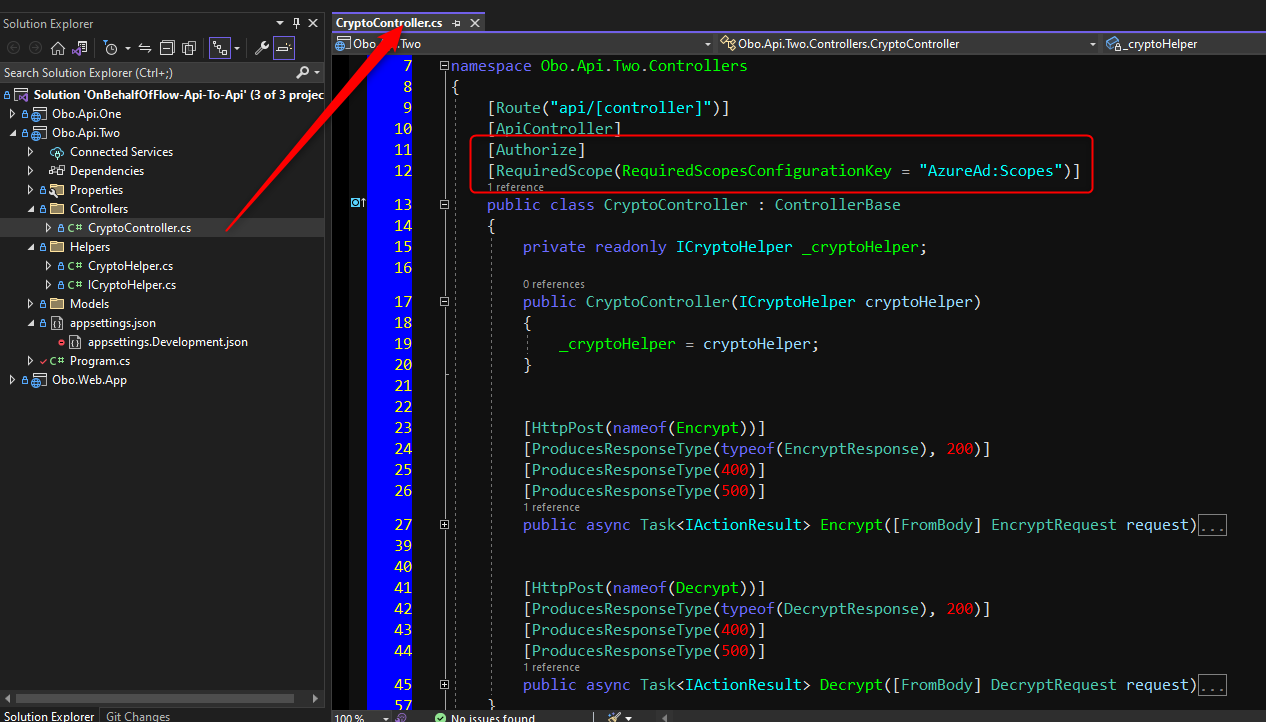 Solution Explorer
Search Solution Explorer (Ctrl+;)
Solution 'OnBehalfOfFlow-Api-To-Api' (3 of 3 projec
Obo.Api.One
Obo.Api.Two
Connected Services
Dependencies
Properties
Controllers
C# CryptoController.cs
Helpers
C# CryptoHelper.cs
C# ICryptoHelper.cs
Models
appsettings.json
appsettings.Development.json
C# Program.cs
Obo.Web.App
Solution Explorer
Git Changes
CryptoController.cs
Obo. .Two
Obo.Api.Two.Controllers.CryptoController
_cryptoHelper
7 namespace Obo.Api.Two.Controllers
8 {
9 [Route("api/[controller]")]
10 [ApiController]
11 [Authorize]
12 [RequiredScope(RequiredScopesConfigurationKey = "AzureAd:Scopes")]
1 reference
13 public class CryptoController : ControllerBase
14 {
15 private readonly ICryptoHelper _cryptoHelper;
16
0 references
17 public CryptoController(ICryptoHelper cryptoHelper)
18 {
19 _cryptoHelper = cryptoHelper;
20 }
21
22
23 [HttpPost(nameof(Encrypt))]
24 [ProducesResponseType(typeof(EncryptResponse), 200)]
25 [ProducesResponseType(400)]
26 [ProducesResponseType(500)]
1 reference
27 public async Task<IActionResult> Encrypt([FromBody] EncryptRequest request)...
39
40
41 [HttpPost(nameof(Decrypt))]
42 [ProducesResponseType(typeof(DecryptResponse), 200)]
43 [ProducesResponseType(400)]
44 [ProducesResponseType(500)]
1 reference
45 public async Task<IActionResult> Decrypt([FromBody] DecryptRequest request)...
57 }
100 %
No issues found